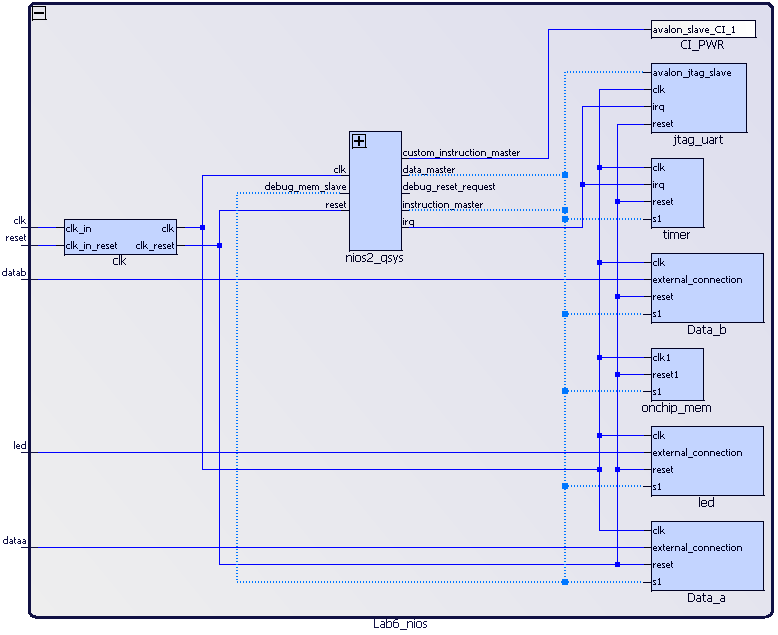 avalon_slave_CI_1
CI_PWR
avalon_jtag_slave
clk
irq
reset
jtag_uart
custom_instruction_master
clk
data_master
debug_mem_slave
debug_reset_request
reset
instruction_master
irq
nios2_qsys
clk
irq
reset
s1
timer
clk
reset
clk_in
clk
clk_in_reset
clk_reset
clk
datab
clk
external_connection
reset
s1
Data_b
clk1
reset1
s1
onchip_mem
led
clk
external_connection
reset
s1
led
dataa
clk
external_connection
reset
s1
Data_a
Lab6_nios